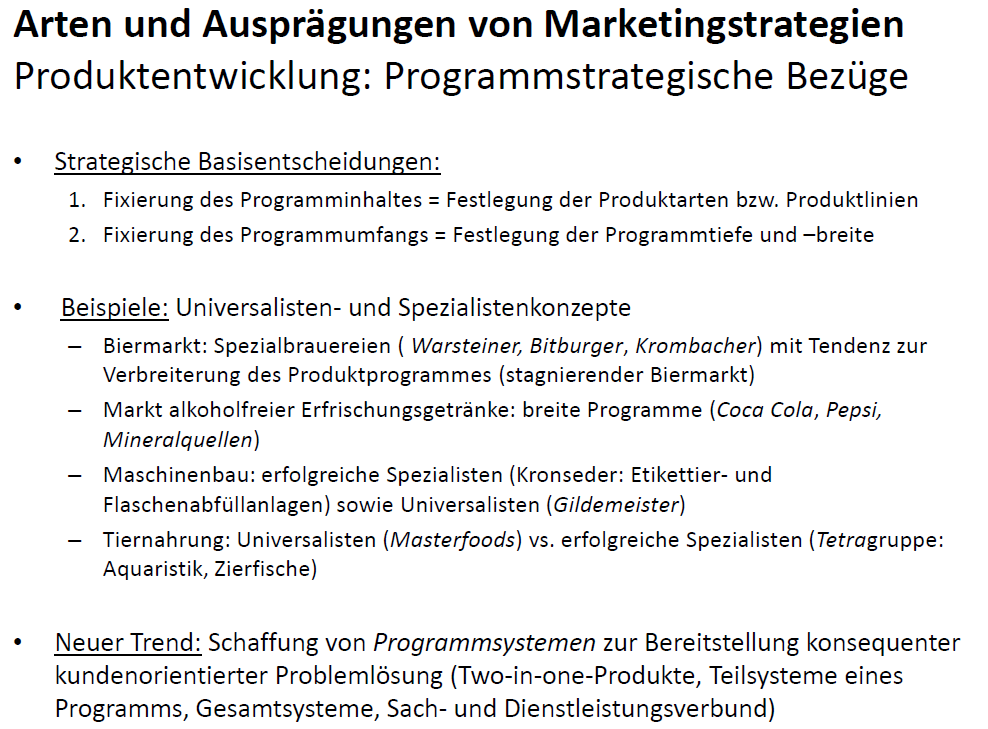 Arten und Ausprägungen von Marketingstrategien
Produktentwicklung: Programmstrategische Bezüge
• Strategische Basisentscheidungen:
1. Fixierung des Programminhaltes = Festlegung der Produktarten bzw. Produktlinien
2. Fixierung des Programmumfangs = Festlegung der Programmtiefe und –breite
• Beispiele: Universalisten- und Spezialistenkonzepte
– Biermarkt: Spezialbrauereien ( Warsteiner, Bitburger, Krombacher) mit Tendenz zur
Verbreiterung des Produktprogrammes (stagnierender Biermarkt)
– Markt alkoholfreier Erfrischungsgetränke: breite Programme (Coca Cola, Pepsi,
Mineralquellen)
– Maschinenbau: erfolgreiche Spezialisten (Kronseder: Etikettier- und
Flaschenabfüllanlagen) sowie Universalisten (Gildemeister)
– Tiernahrung: Universalisten (Masterfoods) vs. erfolgreiche Spezialisten (Tetragruppe:
Aquaristik, Zierfische)
• Neuer Trend: Schaffung von Programmsystemen zur Bereitstellung konsequenter
kundenorientierter Problemlösung (Two-in-one-Produkte, Teilsysteme eines
Programms, Gesamtsysteme, Sach- und Dienstleistungsverbund)